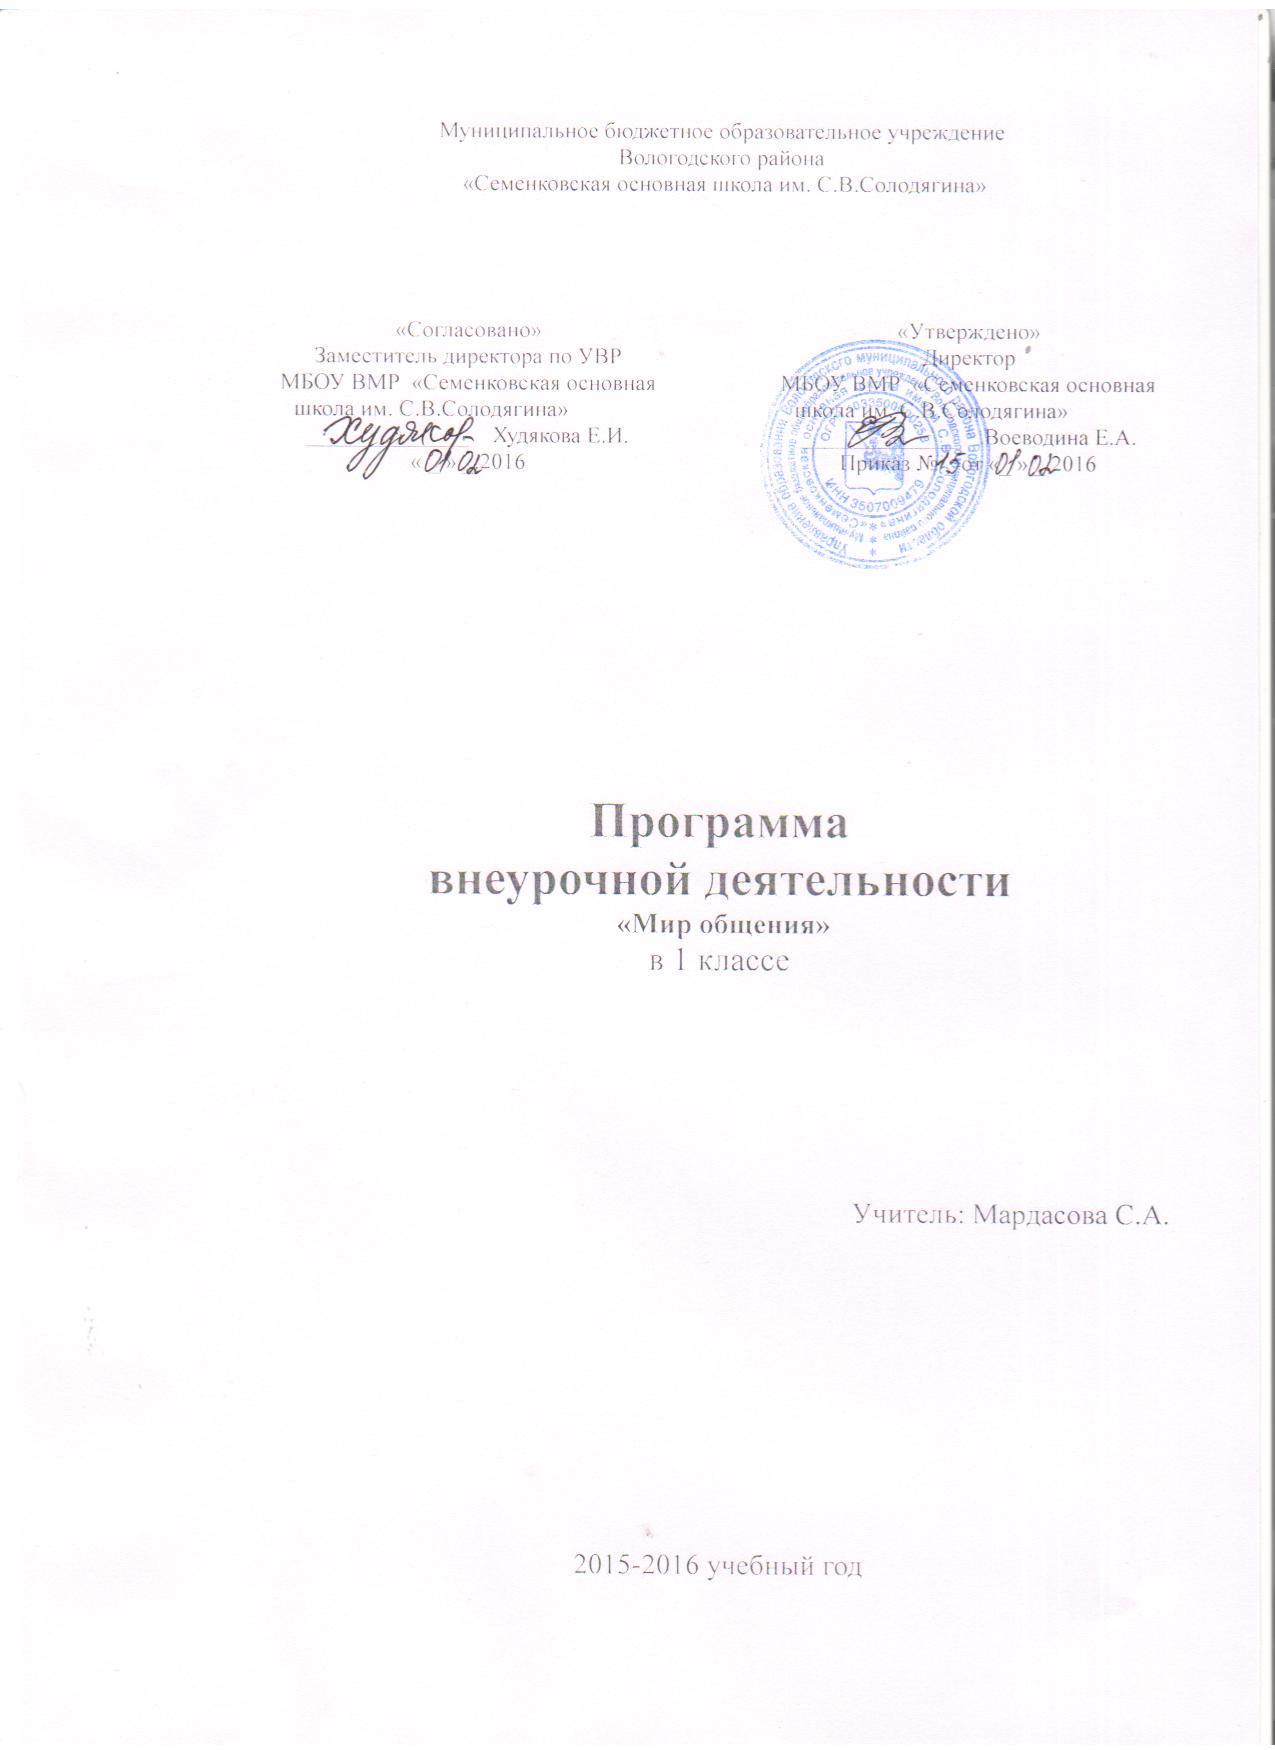 Муниципальное бюджетное образовательное учреждение
Вологодского района
«Семенковская основная школа им. С.В.Солодягина»
«Согласовано»
Заместитель директора по УВР
МБОУ ВМР «Семенковская основная
школа им. С.В.Солодягина»
Худякова Е.И.
«01» 02 2016
«Утверждено»
Директор
МБОУ ВМР «Семенковская основная
школа им. С.В.Солодягина»
Воеводина Е.А.
Приказ № 15 от «01» 02 2016
ИНН 3507009479
Программа
внеурочной деятельности
«Мир общения»
в 1 классе
Учитель: Мардасова С.А.
2015-2016 учебный год